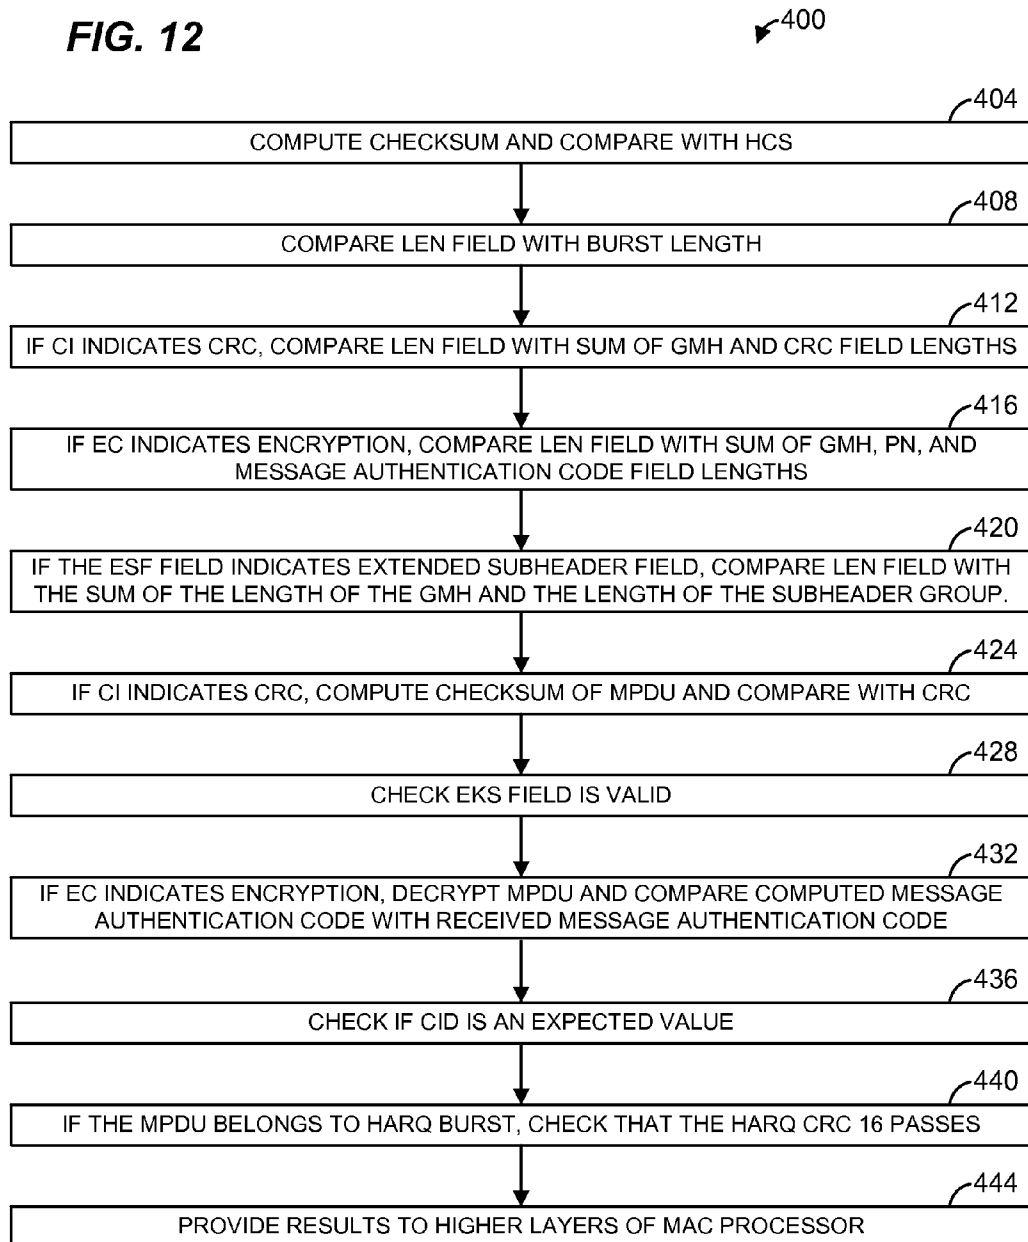 FIG. 12
400
404
COMPUTE CHECKSUM AND COMPARE WITH HCS
408
COMPARE LEN FIELD WITH BURST LENGTH
412
IF CI INDICATES CRC, COMPARE LEN FIELD WITH SUM OF GMH AND CRC FIELD LENGTHS
416
IF EC INDICATES ENCRYPTION, COMPARE LEN FIELD WITH SUM OF GMH, PN, AND
MESSAGE AUTHENTICATION CODE FIELD LENGTHS
420
IF THE ESF FIELD INDICATES EXTENDED SUBHEADER FIELD, COMPARE LEN FIELD WITH
THE SUM OF THE LENGTH OF THE GMH AND THE LENGTH OF THE SUBHEADER GROUP.
424
IF CI INDICATES CRC, COMPUTE CHECKSUM OF MPDU AND COMPARE WITH CRC
428
CHECK EKS FIELD IS VALID
432
IF EC INDICATES ENCRYPTION, DECRYPT MPDU AND COMPARE COMPUTED MESSAGE
AUTHENTICATION CODE WITH RECEIVED MESSAGE AUTHENTICATION CODE
436
CHECK IF CID IS AN EXPECTED VALUE
440
IF THE MPDU BELONGS TO HARQ BURST, CHECK THAT THE HARQ CRC 16 PASSES
444
PROVIDE RESULTS TO HIGHER LAYERS OF MAC PROCESSOR